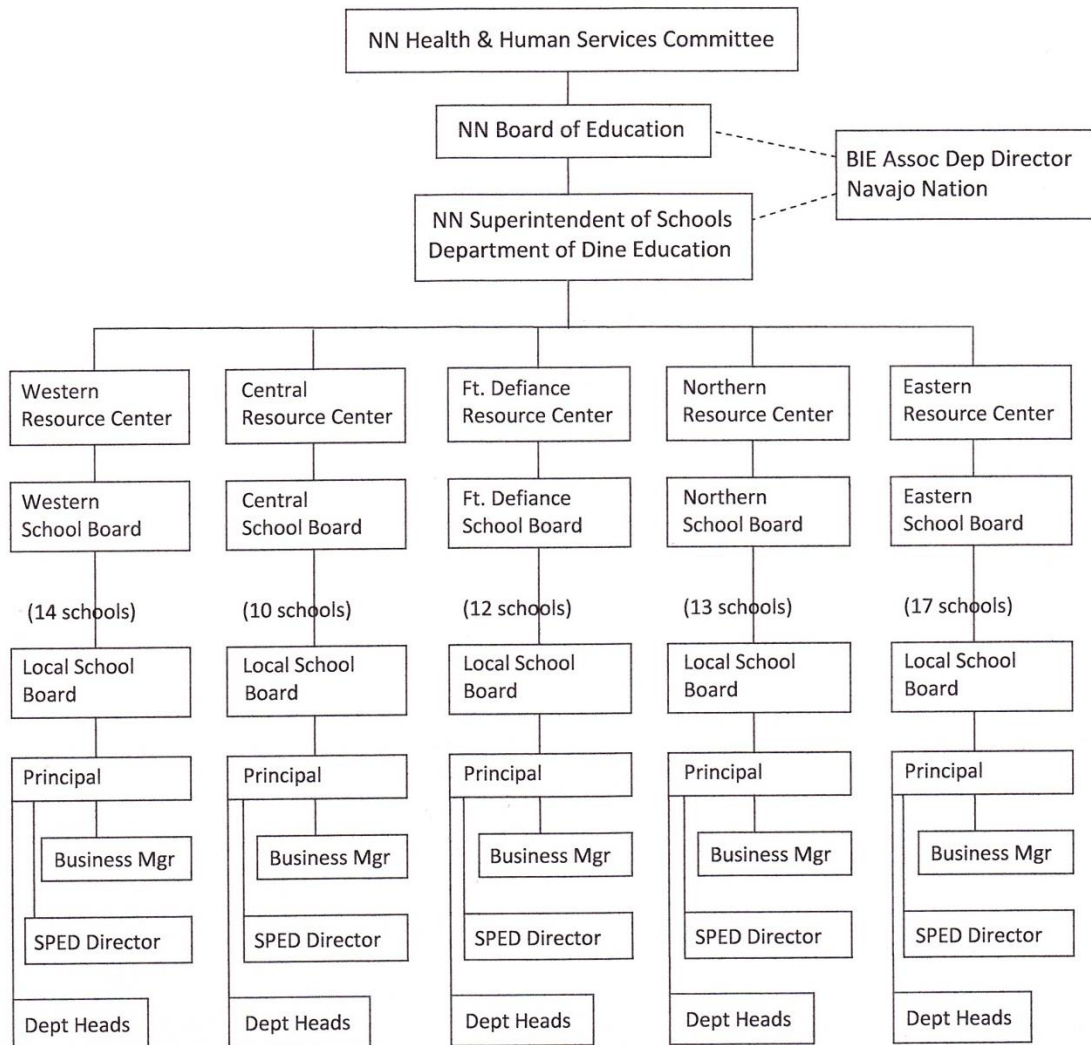 NN Health & Human Services Committee
NN Board of Education
BIE Assoc Dep Director
Navajo Nation
NN Superintendent of Schools
Department of Dine Education
Western
Resource Center
Central
Resource Center
Ft. Defiance
Resource Center
Northern
Resource Center
Eastern
Resource Center
Western
School Board
Central
School Board
Ft. Defiance
School Board
Northern
School Board
Eastern
School Board
(14 schools)
(10 schools)
(12 schools)
(13 schools)
(17 schools)
Local School
Board
Local School
Board
Local School
Board
Local School
Board
Local School
Board
Principal
Principal
Principal
Principal
Principal
Business Mgr
Business Mgr
Business Mgr
Business Mgr
Business Mgr
SPED Director
SPED Director
SPED Director
SPED Director
SPED Director
Dept Heads
Dept Heads
Dept Heads
Dept Heads
Dept Heads